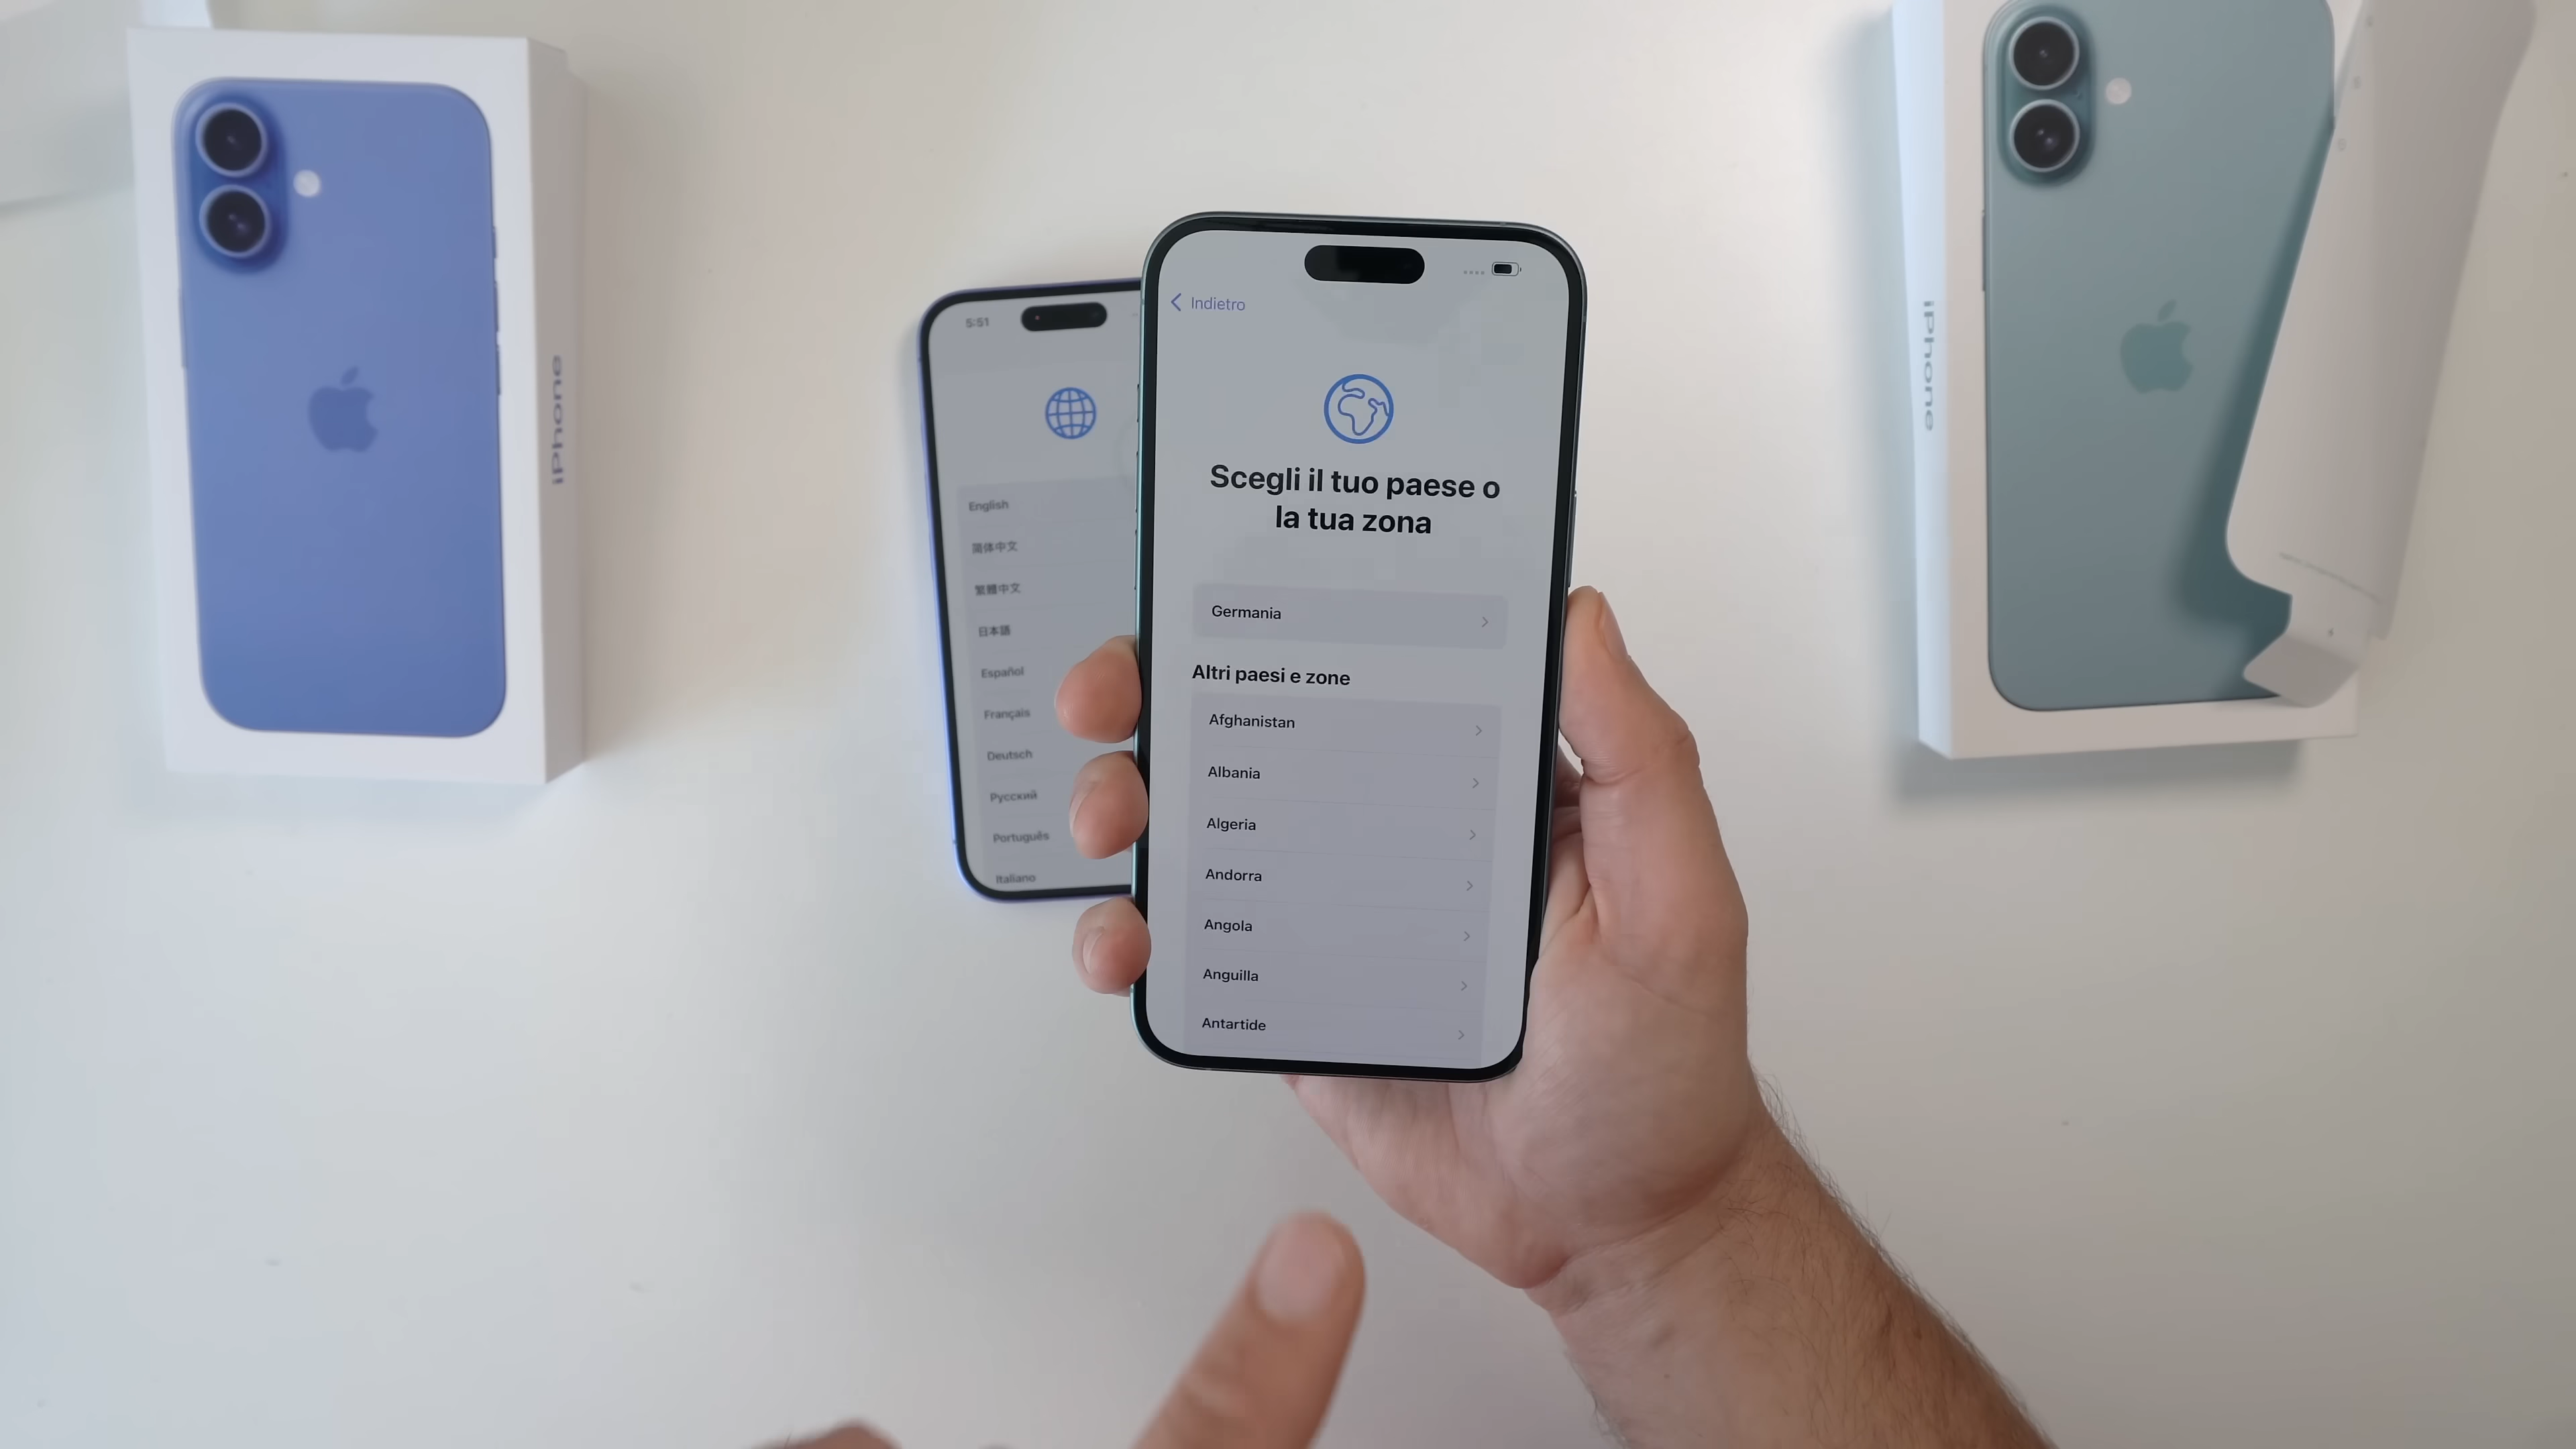 iPhone
5:51
English
简体中文
繁體中文
日本語
Español
Français
Deutsch
Русский
Português
Italiano
Indietro
Scegli il tuo paese o
la tua zona
Germania
Altri paesi e zone
Afghanistan
Albania
Algeria
Andorra
Angola
Anguilla
Antartide
iPhone